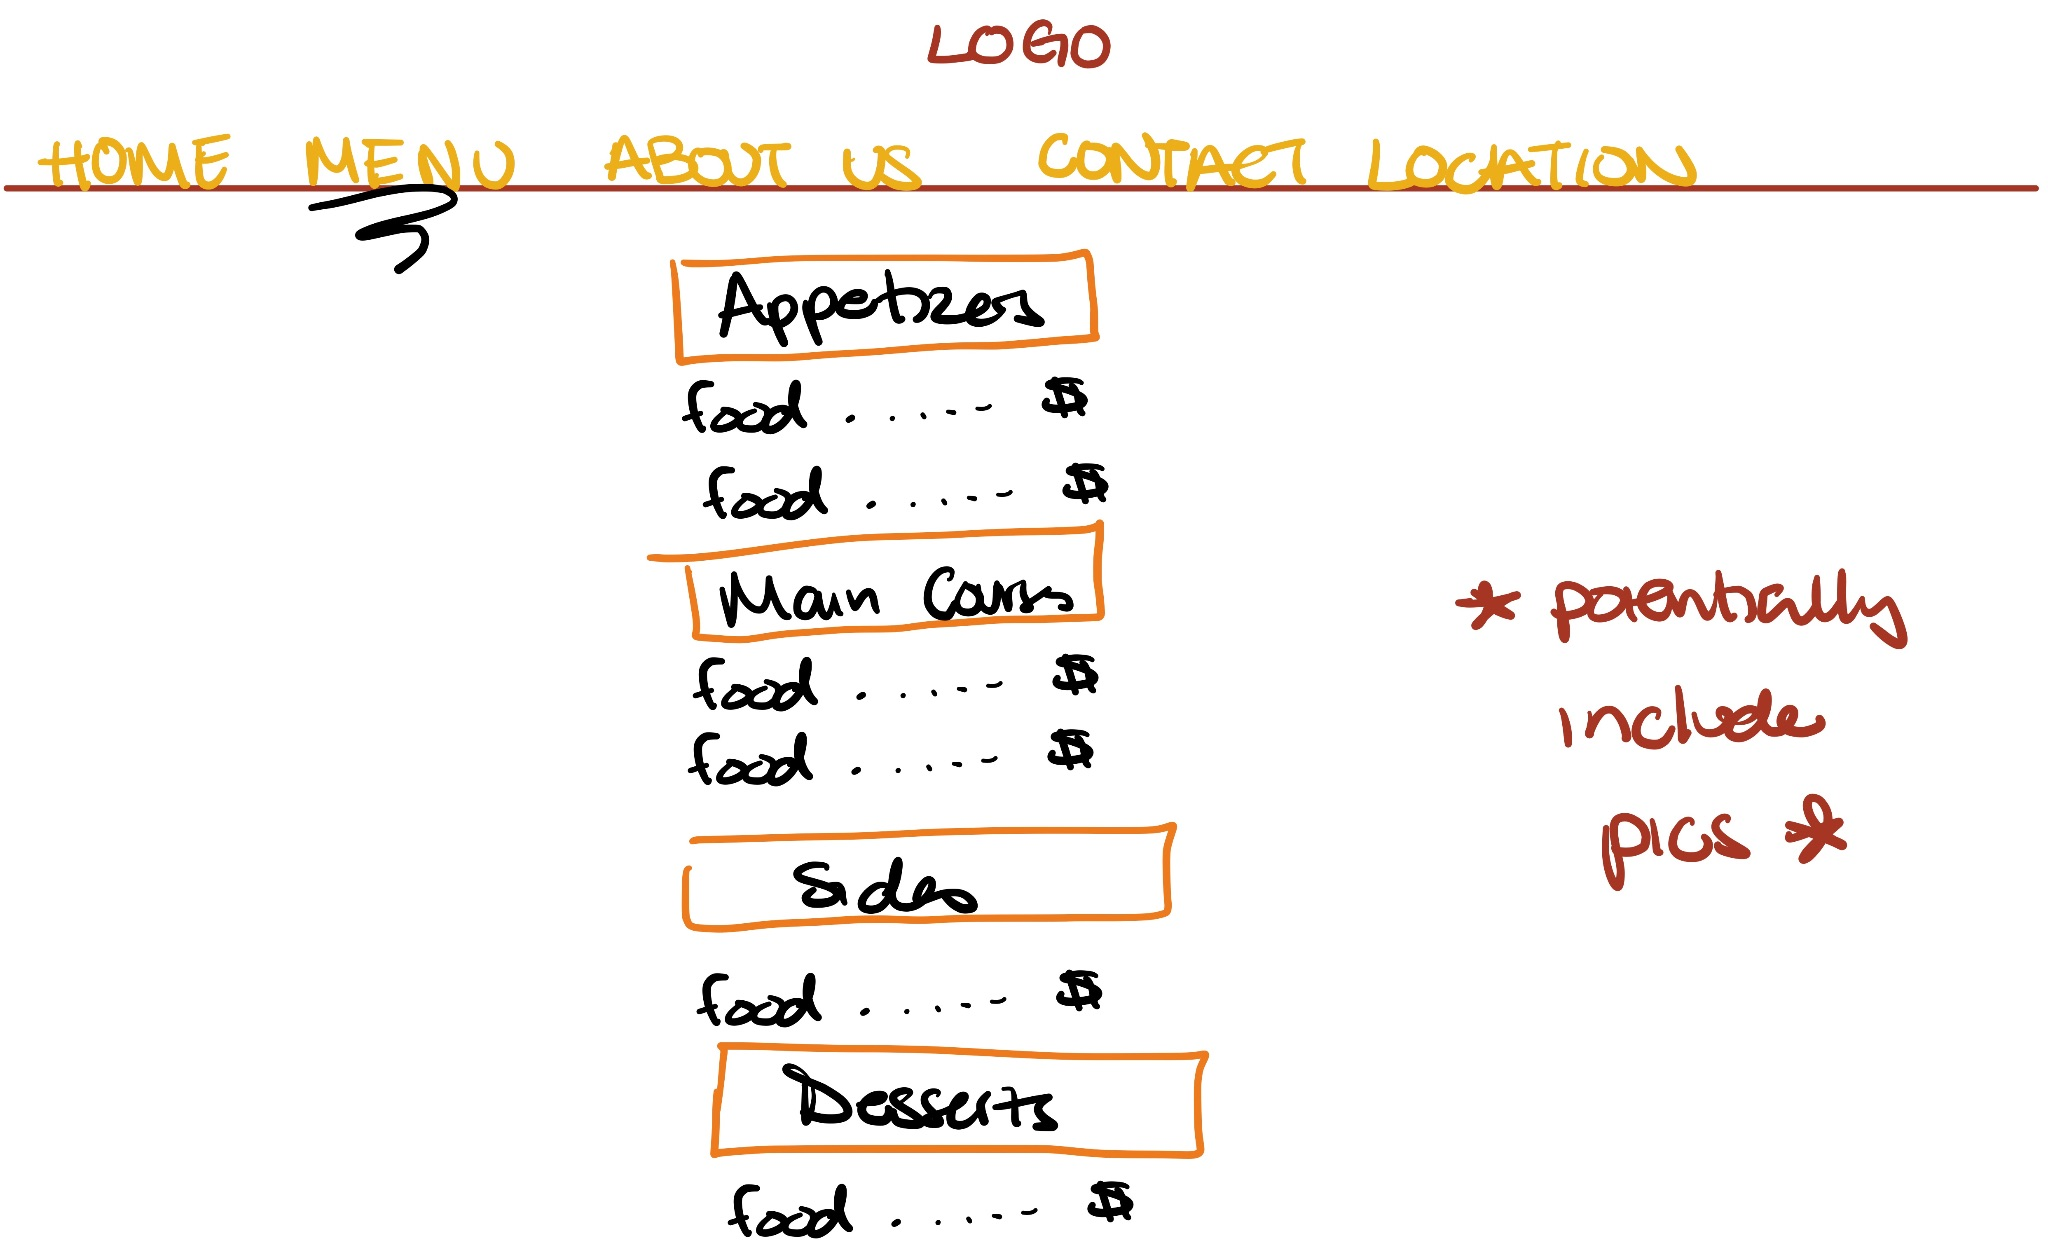 LOGO
HOME MENU ABOUT US CONTACT LOCATION
Appetizers
food . . . - - $
food . . . - - $
Main Courses
food . . . - - $
food . . . - - $
Sides
food . . . - - $
Desserts
food . . . - - $
* potentially
include
pics *